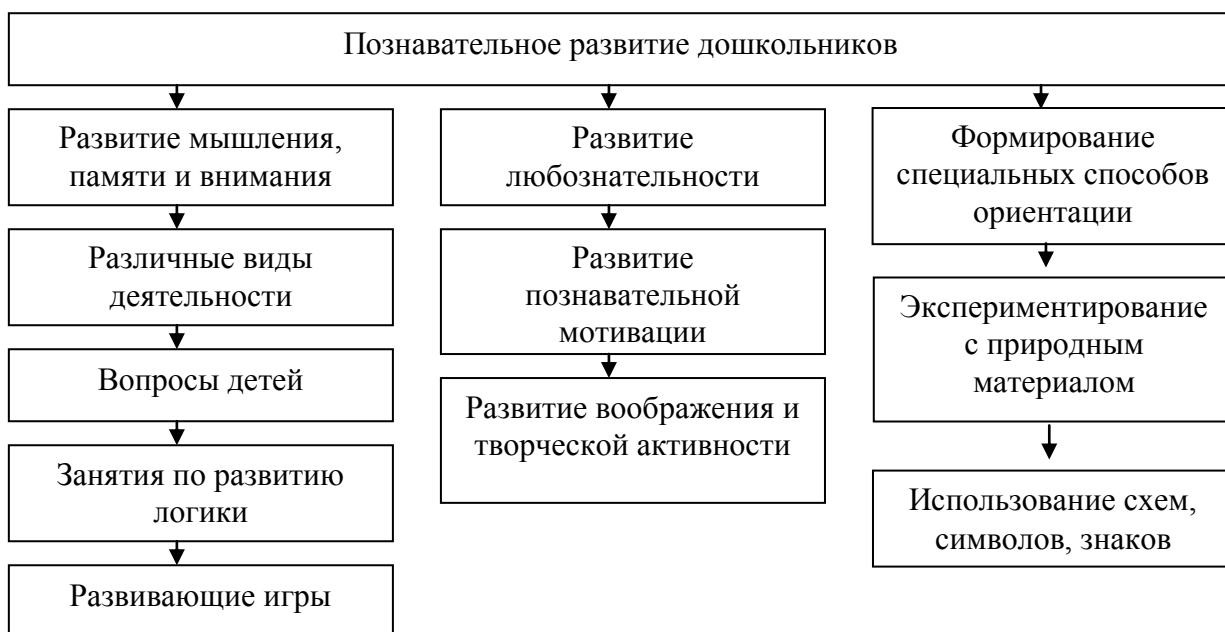 Познавательное развитие дошкольников
Развитие мышления,
памяти и внимания
Различные виды
деятельности
Вопросы детей
Занятия по развитию
логики
Развивающие игры
Развитие
любознательности
Развитие
познавательной
мотивации
Развитие воображения и
творческой активности
Формирование
специальных способов
ориентации
Экспериментирование
с природным
материалом
Использование схем,
символов, знаков